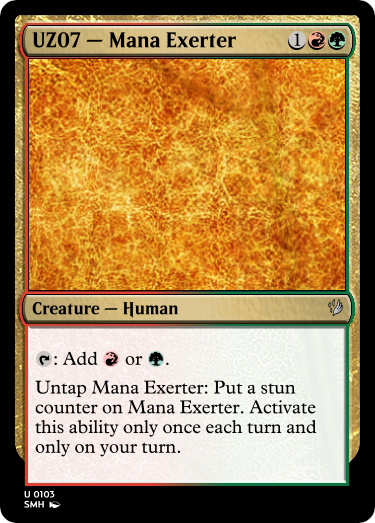 UZ07 — Mana Exerter 1
: Add or .
Creature — Human
Untap Mana Exerter: Put a stun
counter on Mana Exerter. Activate
this ability only once each turn and
only on your turn.
U 0103
SMH